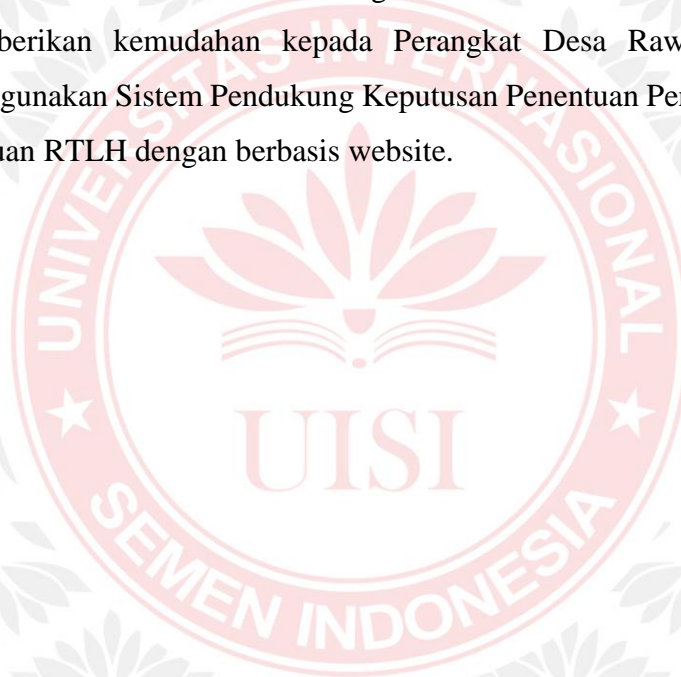 berikan kemudahan kepada Perangkat Desa Raw
gunakan Sistem Pendukung Keputusan Penentuan Per
uan RTLH dengan berbasis website.
UNIVERSITAS INTERNASIONAL
UISI
SEMEN INDONESIA